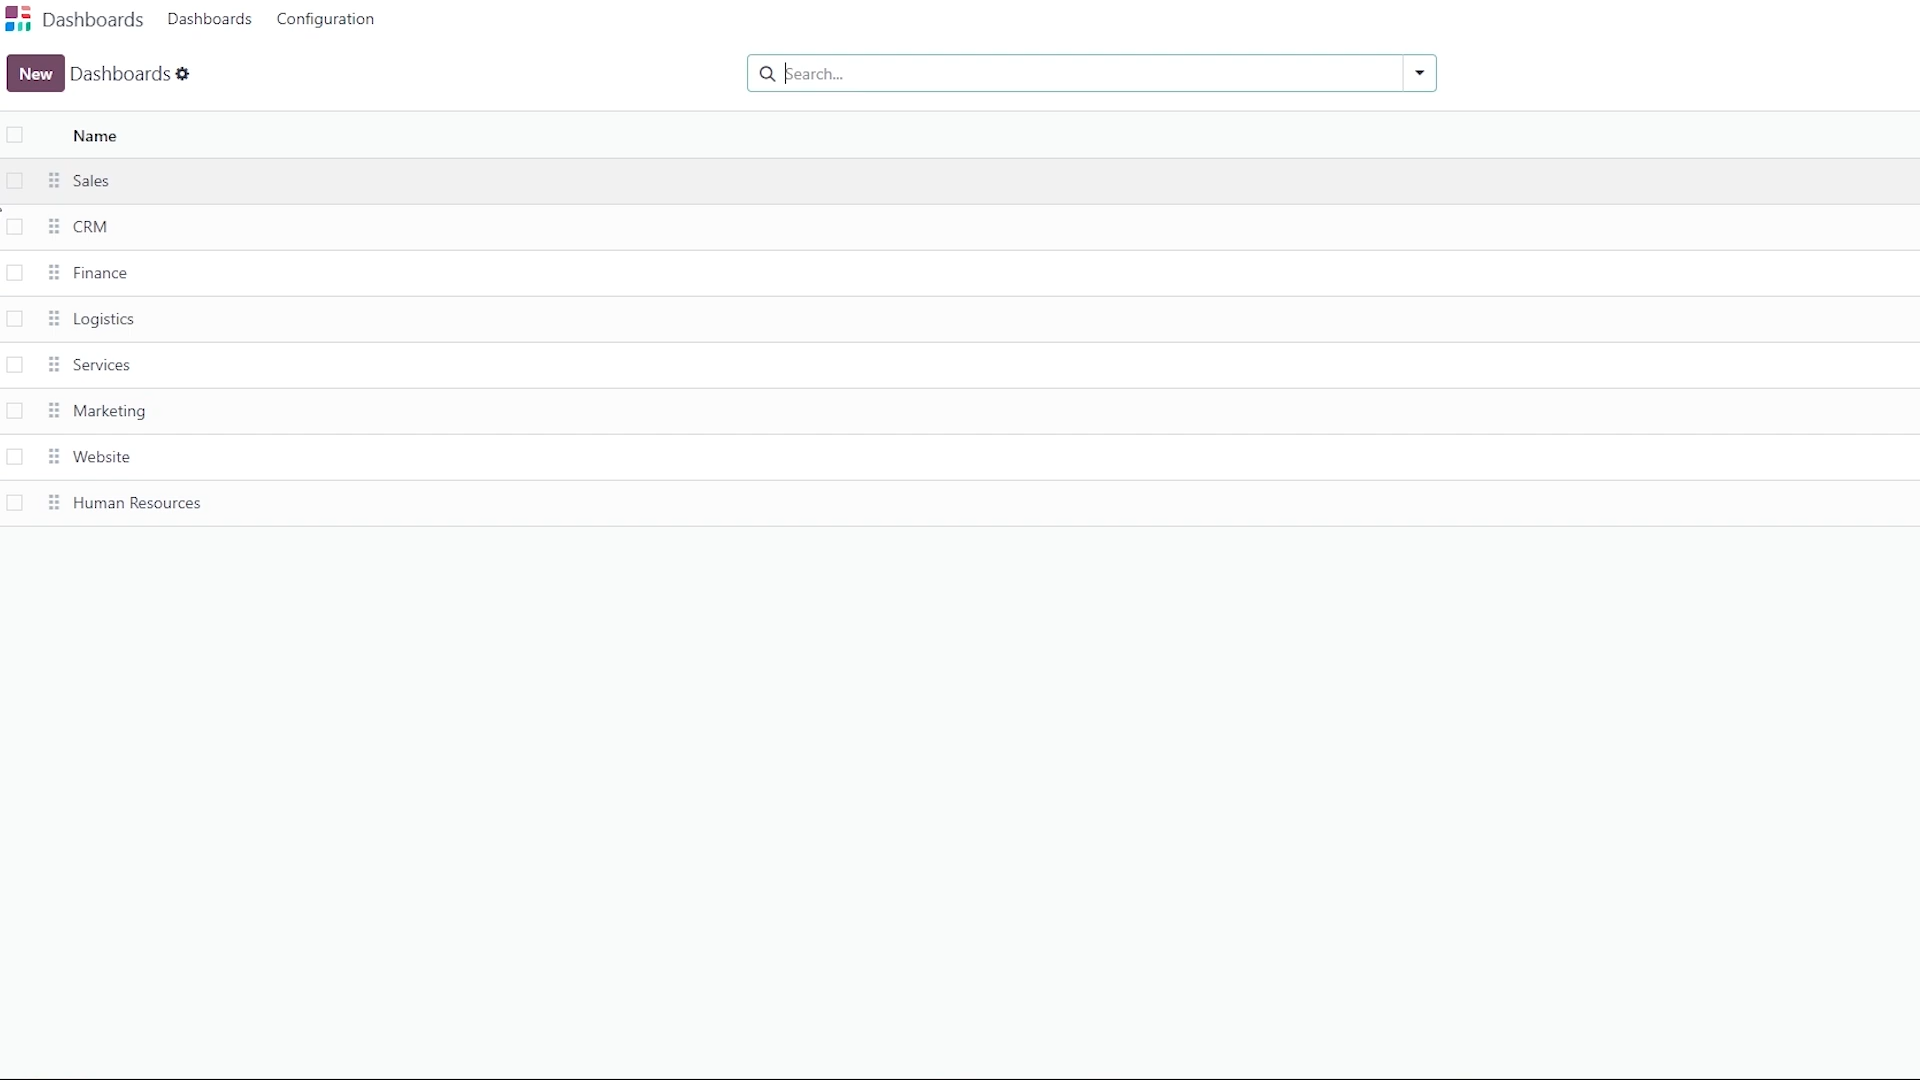 Dashboards Dashboards Configuration
New Dashboards Search...
Name
Sales
CRM
Finance
Logistics
Services
Marketing
Website
Human Resources